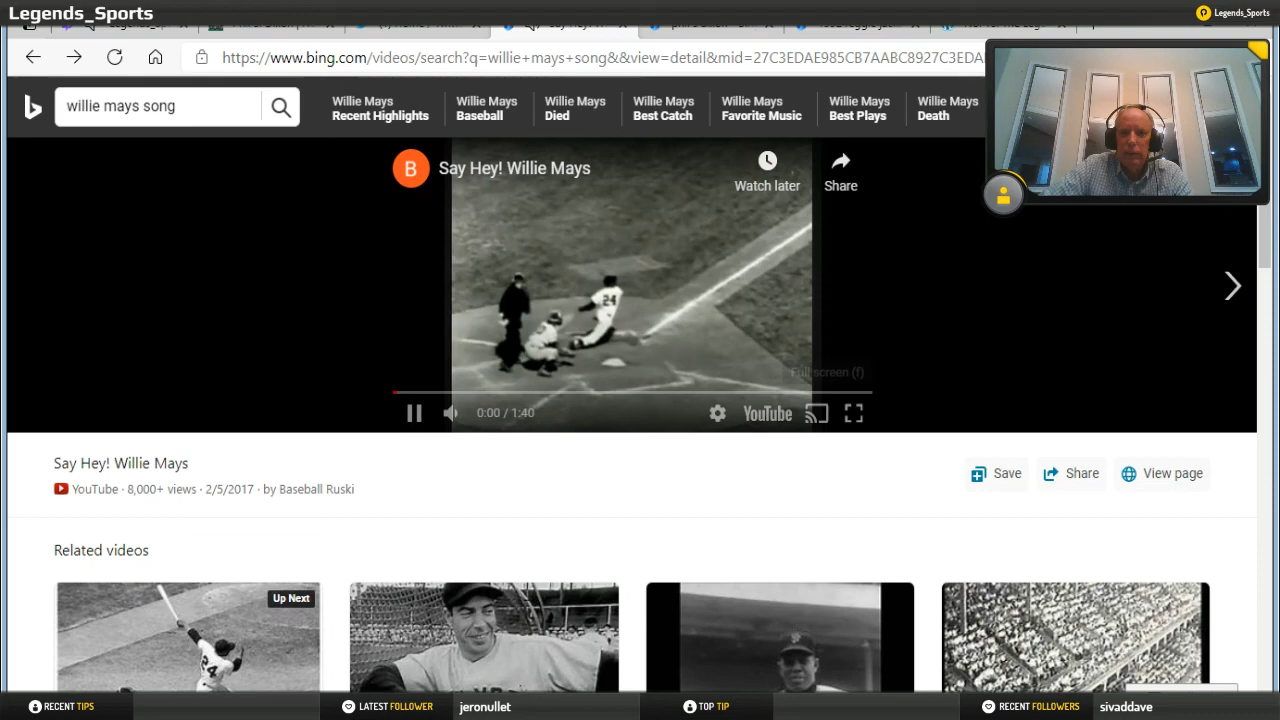 Legends_Sports
Legends_Sports
https://www.bing.com/videos/search?q=willie+mays+song&&view=detail&mid=27C3EDAE985CB7AABC8927C3EDA
willie mays song
Willie Mays
Recent Highlights
Willie Mays
Baseball
Willie Mays
Died
Willie Mays
Best Catch
Willie Mays
Favorite Music
Willie Mays
Best Plays
Willie Mays
Death
B
Say Hey! Willie Mays
Watch later
Share
24
Full screen (f)
0:00 / 1:40
YouTube
Say Hey! Willie Mays
YouTube · 8,000+ views · 2/5/2017 · by Baseball Ruski
Save
Share
View page
Related videos
Up Next
24
RECENT TIPS
LATEST FOLLOWER
jeronullet
TOP TIP
RECENT FOLLOWERS
sivaddave